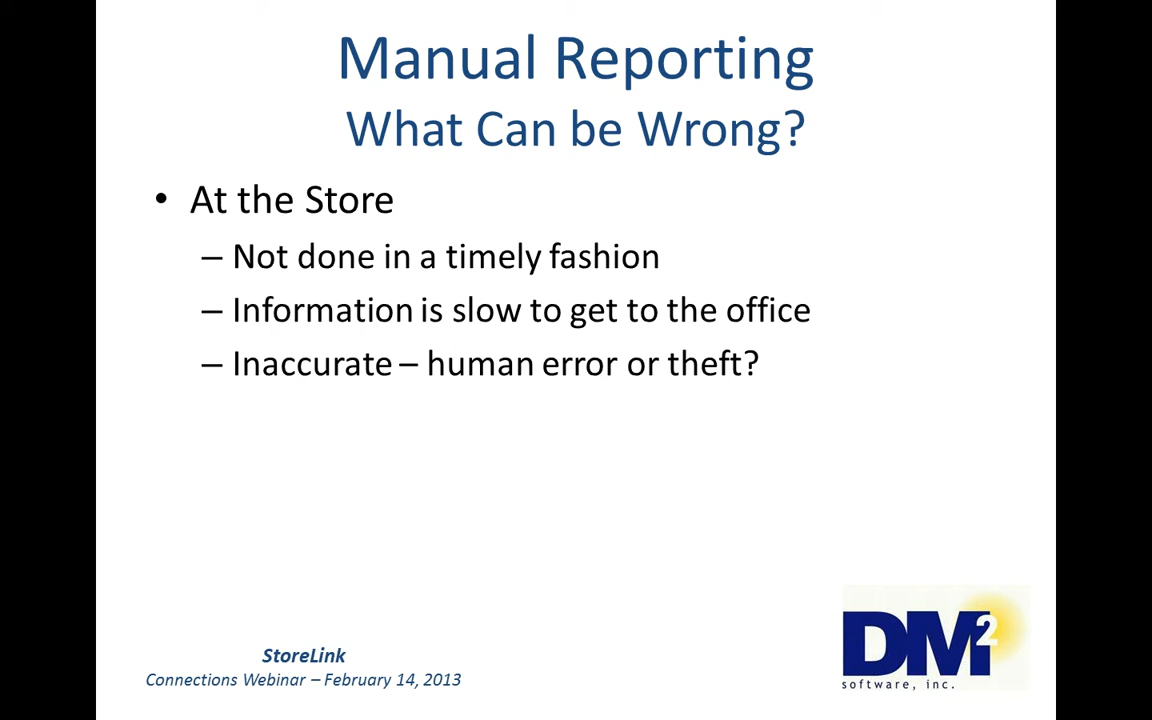 Manual Reporting
What Can be Wrong?
• At the Store
– Not done in a timely fashion
– Information is slow to get to the office
– Inaccurate – human error or theft?
StoreLink
Connections Webinar – February 14, 2013
DM2
software, inc.